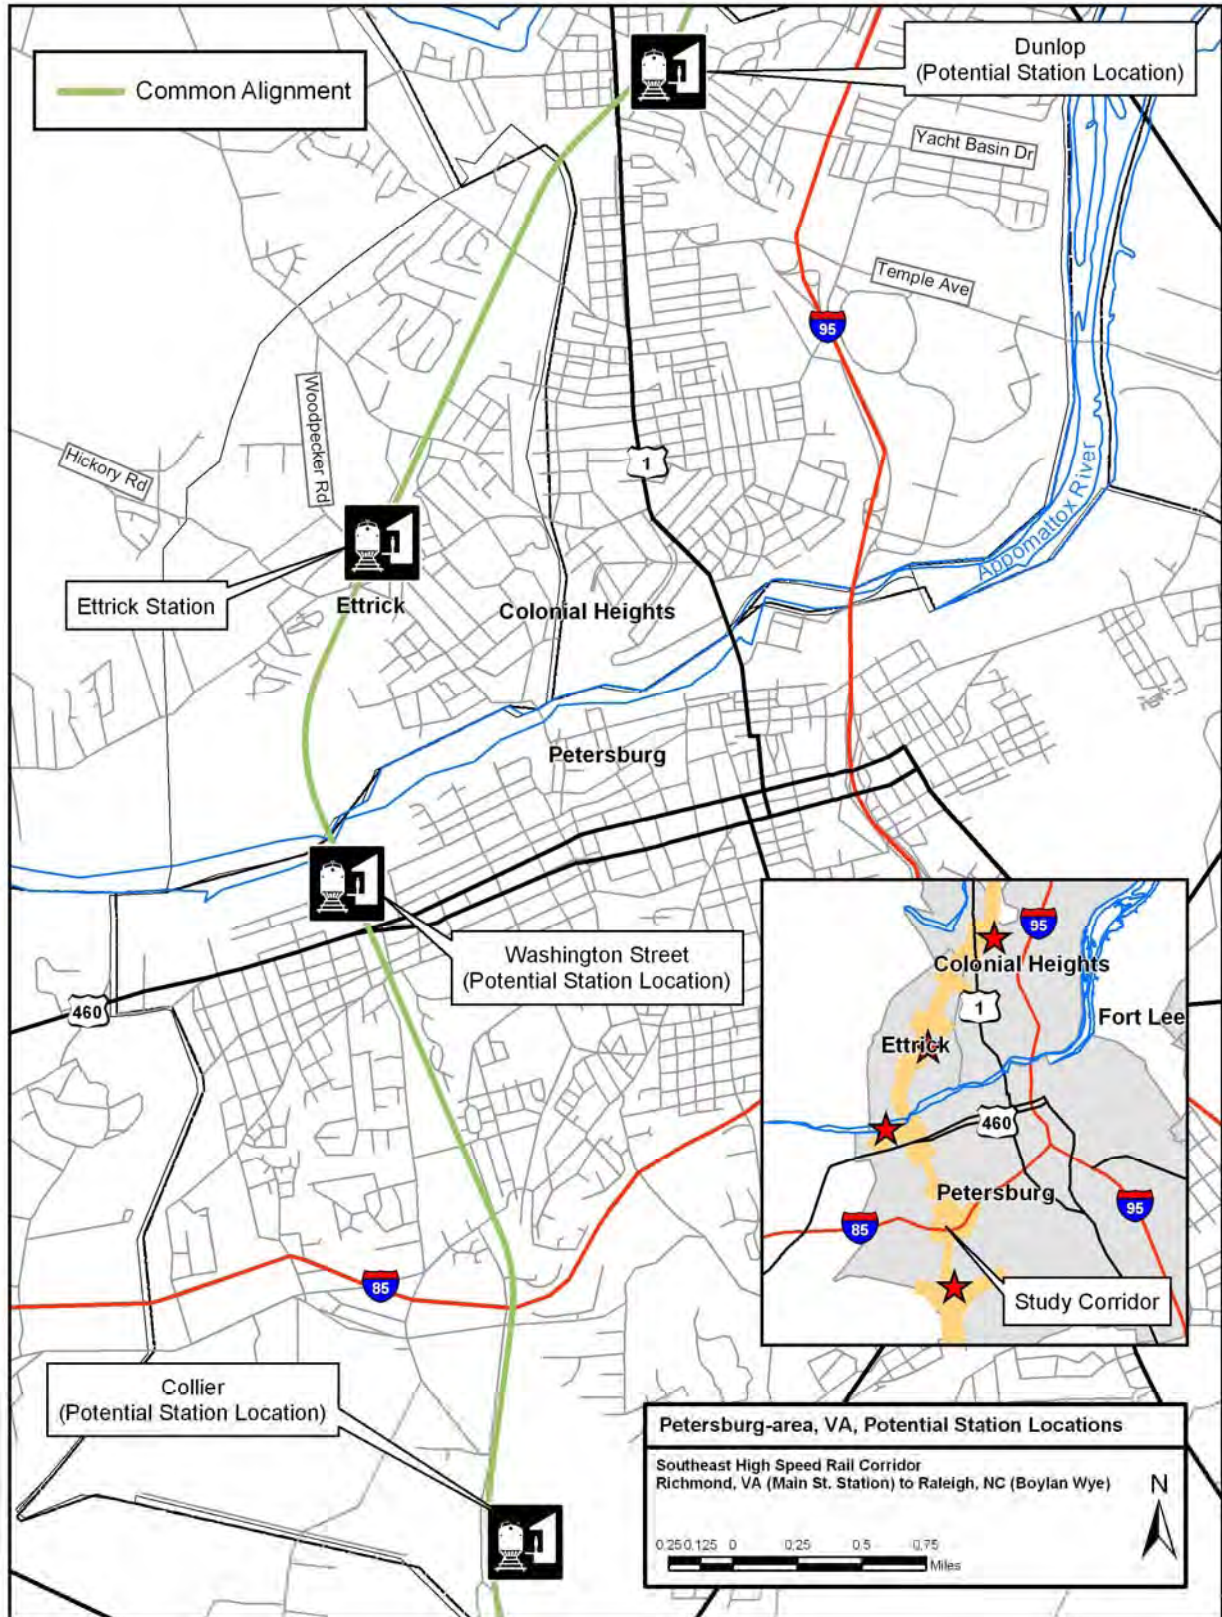 Common Alignment
Dunlop
(Potential Station Location)
Yacht Basin Dr
Temple Ave
95
Woodpecker Rd
Hickory Rd
1
Appomattox River
Ettrick Station
Ettrick
Colonial Heights
Petersburg
Washington Street
(Potential Station Location)
460
95
Colonial Heights
1
Fort Lee
Ettrick
460
Petersburg
85
95
Study Corridor
85
Collier
(Potential Station Location)
Petersburg-area, VA, Potential Station Locations
Southeast High Speed Rail Corridor
Richmond, VA (Main St. Station) to Raleigh, NC (Boylan Wye)
N
0.25 0.125 0 0.25 0.5 0.75
Miles